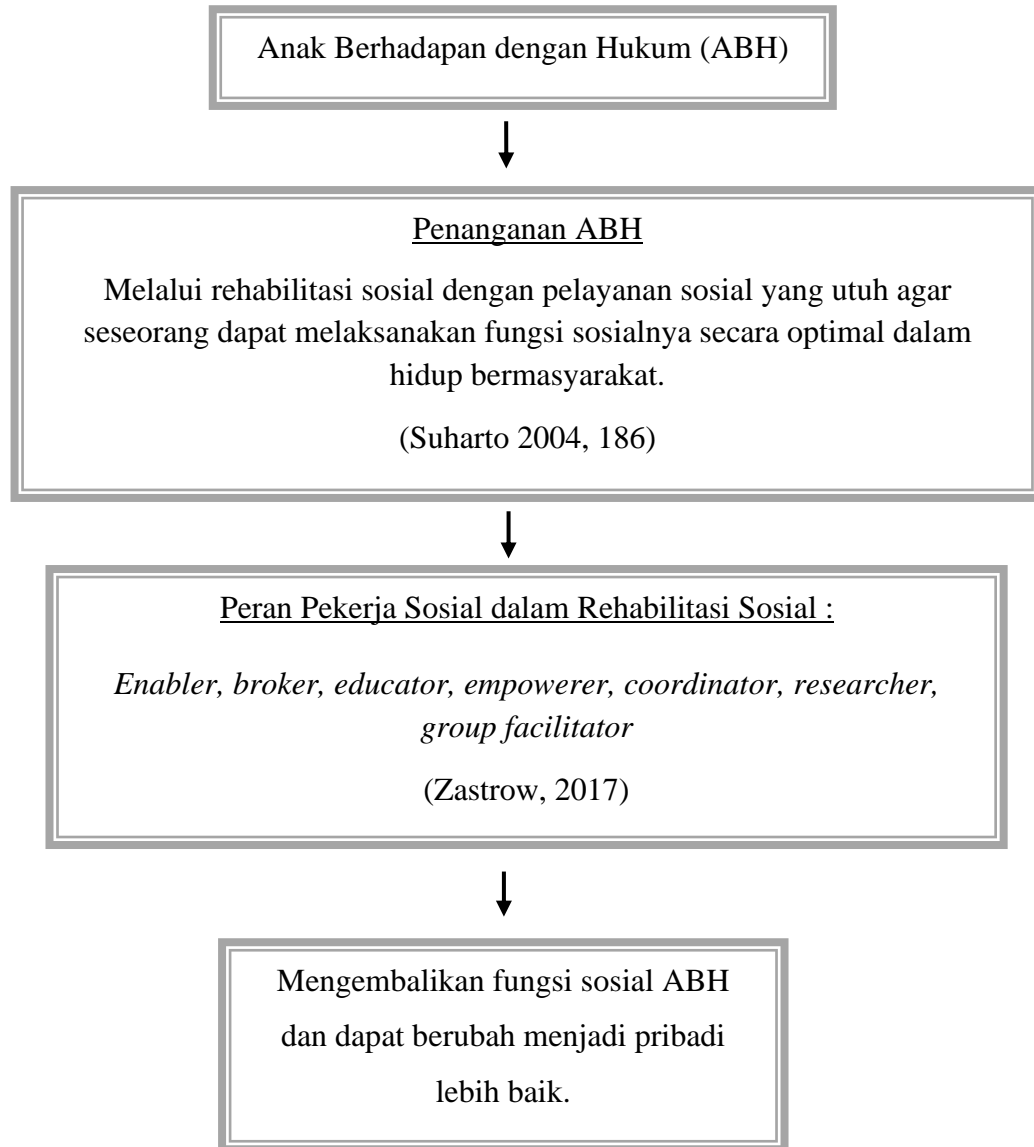 Anak Berhadapan dengan Hukum (ABH)
Penanganan ABH
Melalui rehabilitasi sosial dengan pelayanan sosial yang utuh agar
seseorang dapat melaksanakan fungsi sosialnya secara optimal dalam
hidup bermasyarakat.
(Suharto 2004, 186)
Peran Pekerja Sosial dalam Rehabilitasi Sosial :
Enabler, broker, educator, empowerer, coordinator, researcher,
group facilitator
(Zastrow, 2017)
Mengembalikan fungsi sosial ABH
dan dapat berubah menjadi pribadi
lebih baik.